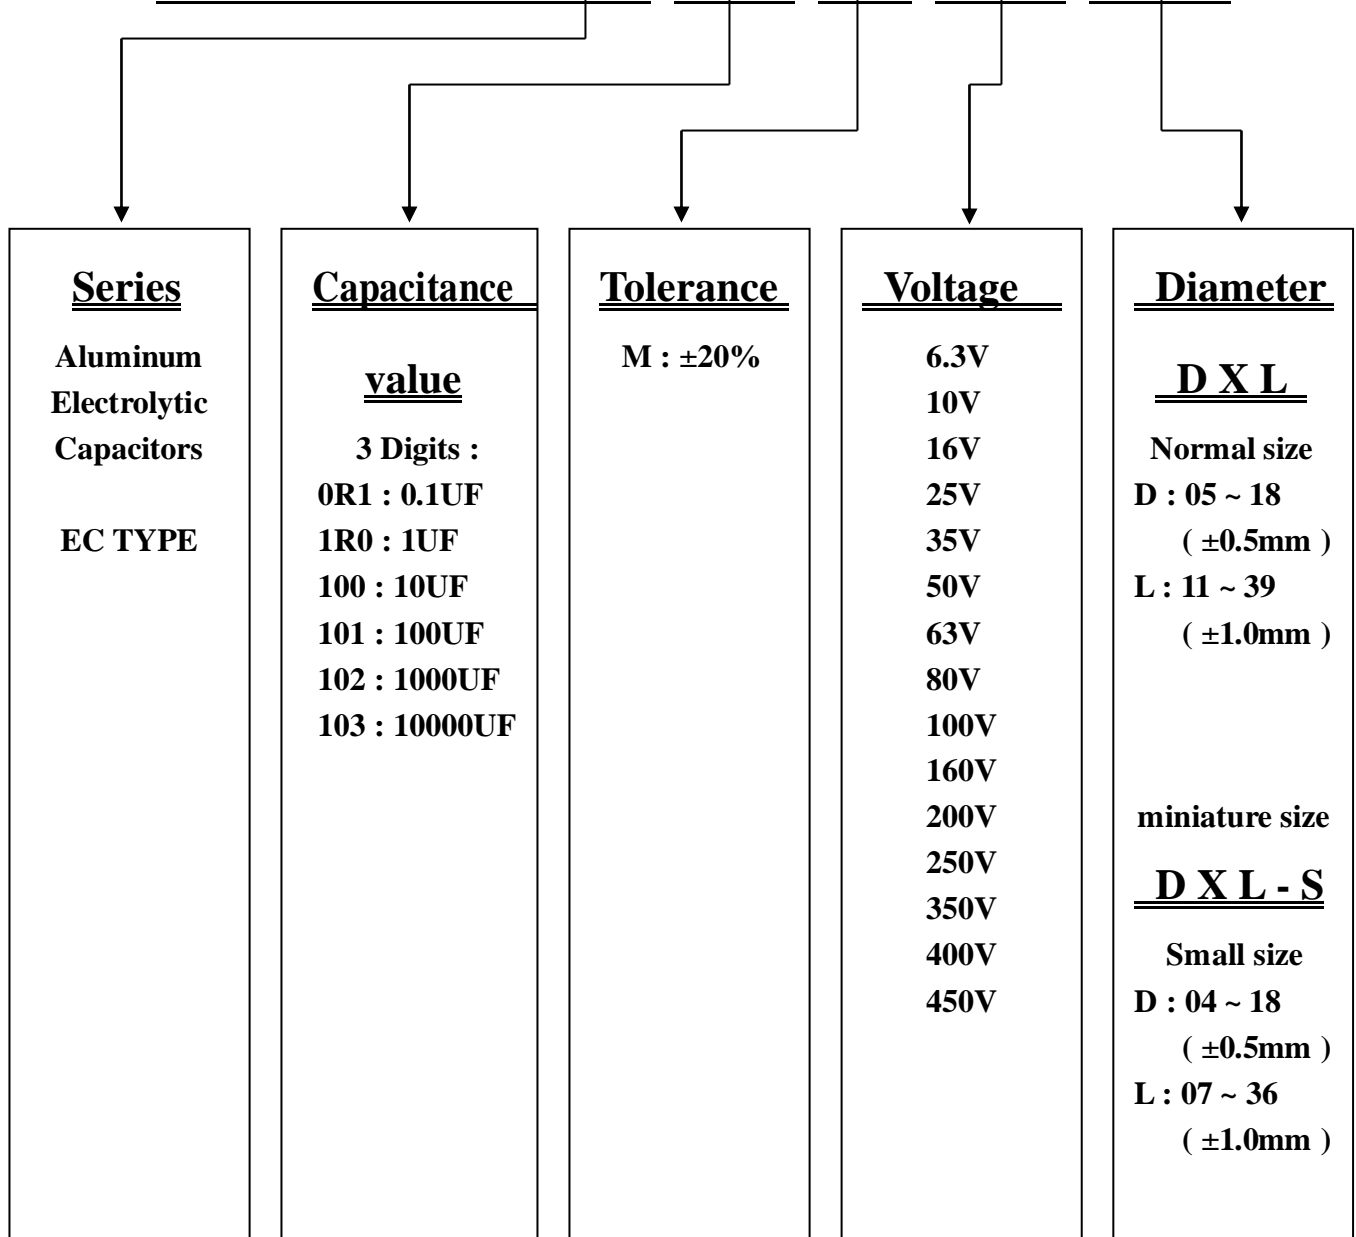 Series
Aluminum
Electrolytic
Capacitors
EC TYPE
Capacitance
value
3 Digits :
0R1 : 0.1UF
1R0 : 1UF
100 : 10UF
101 : 100UF
102 : 1000UF
103 : 10000UF
Tolerance
M : ±20%
Voltage
6.3V
10V
16V
25V
35V
50V
63V
80V
100V
160V
200V
250V
350V
400V
450V
Diameter
D X L
Normal size
D : 05 ~ 18
( ±0.5mm )
L : 11 ~ 39
( ±1.0mm )
miniature size
D X L - S
Small size
D : 04 ~ 18
( ±0.5mm )
L : 07 ~ 36
( ±1.0mm )